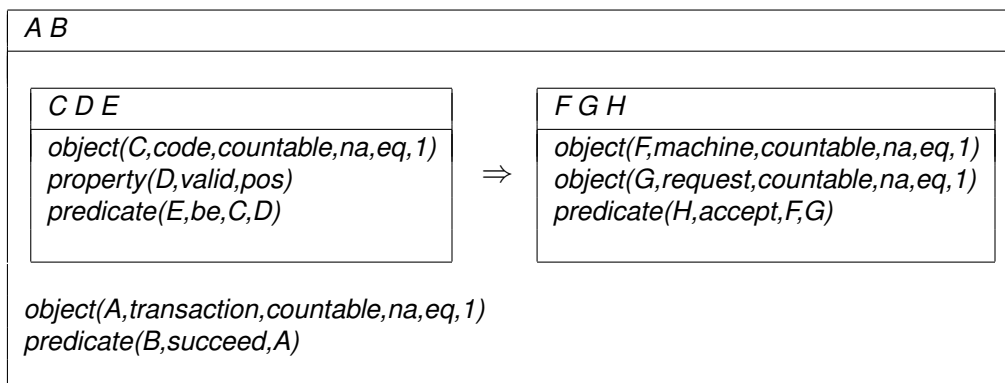 A B
C D E
object(C,code,countable,na,eq,1)
property(D,valid,pos)
predicate(E,be,C,D)
⇒
F G H
object(F,machine,countable,na,eq,1)
object(G,request,countable,na,eq,1)
predicate(H,accept,F,G)
object(A,transaction,countable,na,eq,1)
predicate(B,succeed,A)